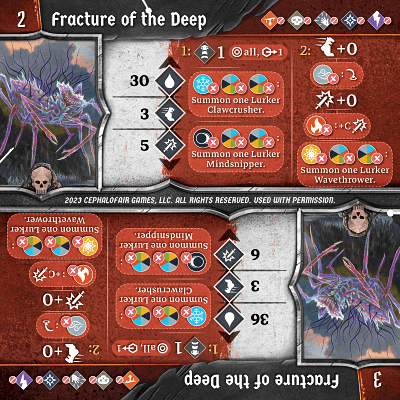 2 Fracture of the Deep
1: 1 all, 1
2: +0
30
:
Summon one Lurker
Clawcrusher.
+0
3
: +
Summon one Lurker
Mindsnipper.
5
Summon one Lurker
Wavethrower.
2023 CEPHALOFAIR GAMES, LLC. ALL RIGHTS RESERVED. USED WITH PERMISSION.
3 Fracture of the Deep
1: 1 all, 1
2: +0
36
:
Summon one Lurker
Clawcrusher.
+0
3
: +
Summon one Lurker
Mindsnipper.
6
Summon one Lurker
Wavethrower.